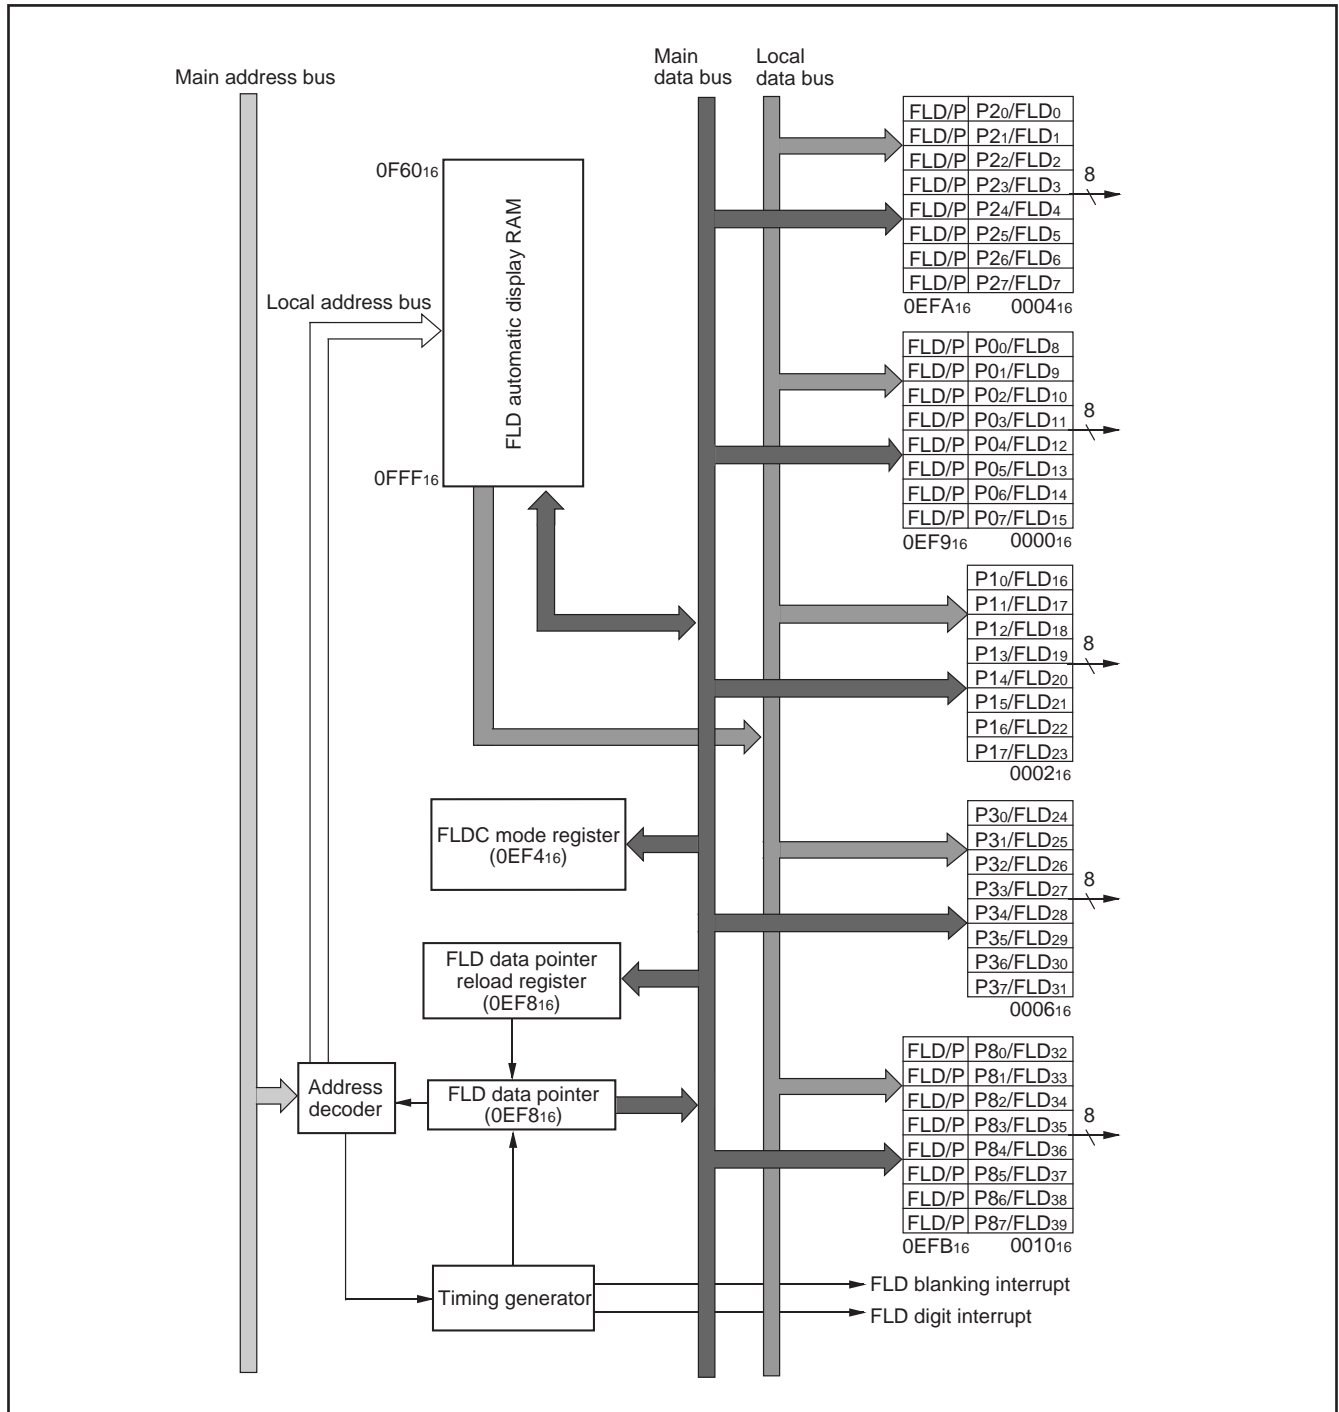 Main address bus
Main
data bus
Local
data bus
0F6016
FLD automatic display RAM
0FFF16
Local address bus
FLD/P P20/FLD0
FLD/P P21/FLD1
FLD/P P22/FLD2
FLD/P P23/FLD3
FLD/P P24/FLD4
FLD/P P25/FLD5
FLD/P P26/FLD6
FLD/P P27/FLD7
8
0EFA16 000416
FLD/P P00/FLD8
FLD/P P01/FLD9
FLD/P P02/FLD10
FLD/P P03/FLD11
FLD/P P04/FLD12
FLD/P P05/FLD13
FLD/P P06/FLD14
FLD/P P07/FLD15
8
0EF916 000016
P10/FLD16
P11/FLD17
P12/FLD18
P13/FLD19
P14/FLD20
P15/FLD21
P16/FLD22
P17/FLD23
8
000216
P30/FLD24
P31/FLD25
P32/FLD26
P33/FLD27
P34/FLD28
P35/FLD29
P36/FLD30
P37/FLD31
8
000616
FLD/P P80/FLD32
FLD/P P81/FLD33
FLD/P P82/FLD34
FLD/P P83/FLD35
FLD/P P84/FLD36
FLD/P P85/FLD37
FLD/P P86/FLD38
FLD/P P87/FLD39
8
0EFB16 001016
FLDC mode register
(0EF416)
FLD data pointer
reload register
(0EF816)
Address
decoder
FLD data pointer
(0EF816)
Timing generator
FLD blanking interrupt
FLD digit interrupt